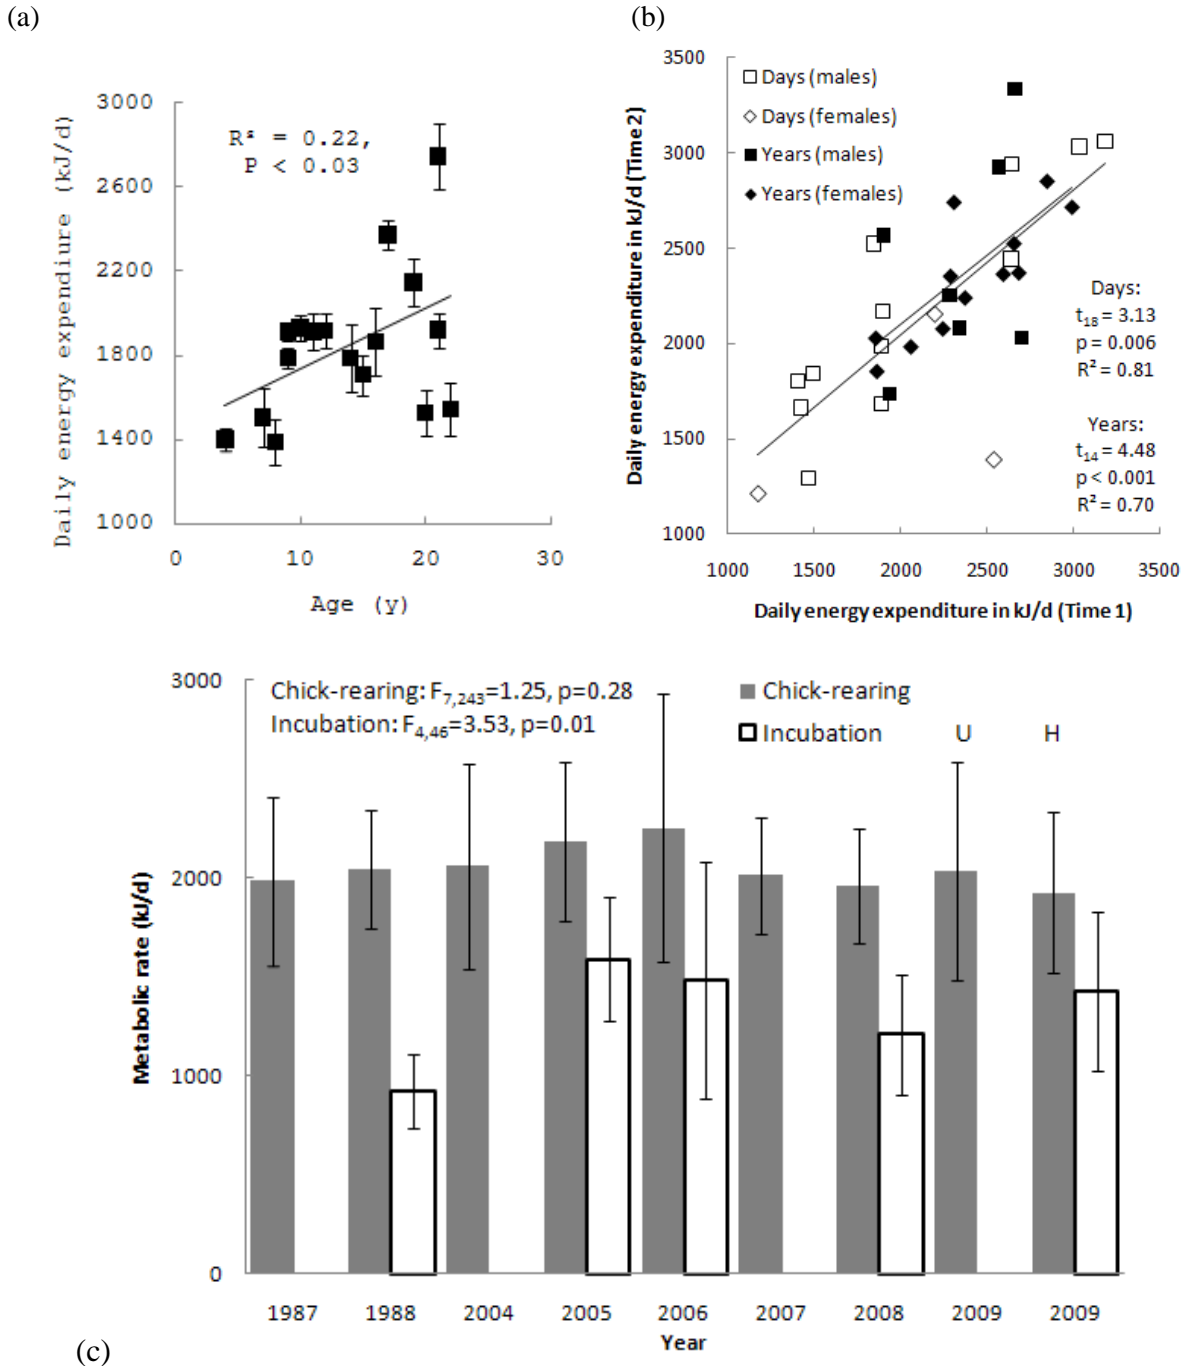 (a)
(b)
3000
2600
2200
1800
1400
1000
Daily energy expendiure (kJ/d)
R² = 0.22,
P < 0.03
0
10
20
30
Age (y)
3500
3000
2500
2000
1500
1000
Daily energy expenditure in kJ/d (Time 2)
Days (males)
Days (females)
Years (males)
Years (females)
Days:
t18 = 3.13
p = 0.006
R² = 0.81
Years:
t14 = 4.48
p < 0.001
R² = 0.70
1000
1500
2000
2500
3000
3500
Daily energy expenditure in kJ/d (Time 1)
3000
2000
1000
0
Metabolic rate (kJ/d)
Chick-rearing: F7,243=1.25, p=0.28
Incubation: F4,46=3.53, p=0.01
Chick-rearing
Incubation
U
H
1987
1988
2004
2005
2006
2007
2008
2009
2009
Year
(c)